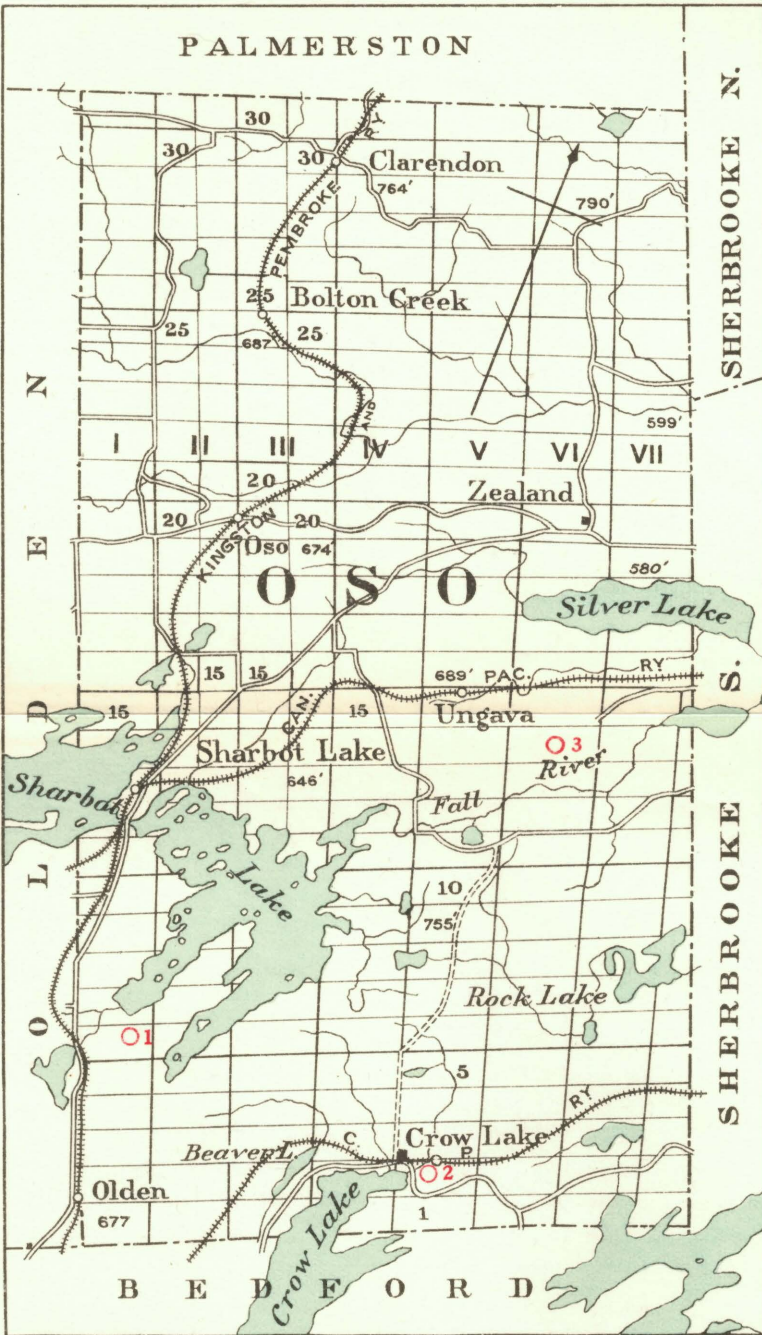 PALMERSTON
SHERBROOKE N.
30
30
30
R.Y
Clarendon
764'
790'
PEMBROKE
25
Bolton Creek
25
25
687
AND
599'
I II III IV V VI VII
20
Zealand
20
KINGSTON
20
Oso 674'
OSO
580'
Silver Lake
15 15
689' PAC. RY
15
CAN.
15
Ungava
Sharbot Lake
646'
3
River
Sharbot
Lake
Fall
10
755'
Rock Lake
1
5
RY
Beaver L.
C.
Crow Lake
P
2
Olden
677
1
Crow Lake
OLDEN
SHERBROOKE S.
BEDFORD